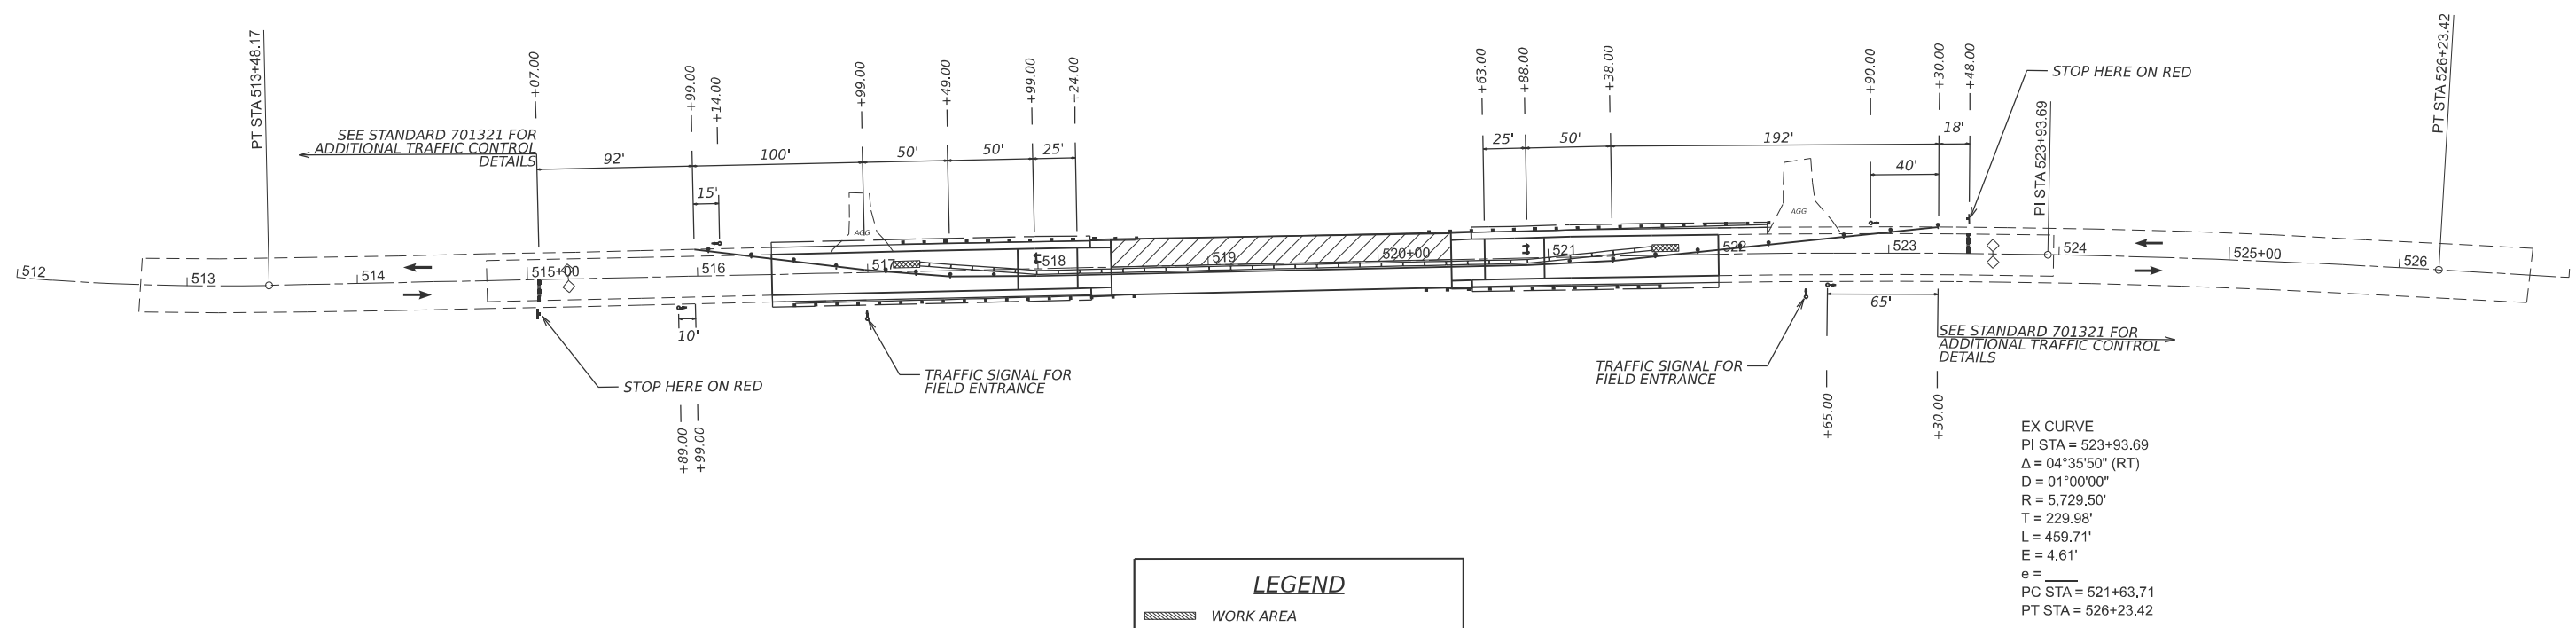 PT STA 513+48.17
+07.00
+99.00
+14.00
+99.00
+49.00
+99.00
+24.00
+63.00
+88.00
+38.00
+90.00
+30.00
+48.00
STOP HERE ON RED
PI STA 523+93.69
PT STA 526+23.42
SEE STANDARD 701321 FOR
ADDITIONAL TRAFFIC CONTROL
DETAILS
92'
100'
50'
50'
25'
25'
50'
192'
18'
15'
40'
AGG
AGG
512
513
514
515+00
516
517
518
519
520+00
521
522
523
524
525+00
526
10'
65'
STOP HERE ON RED
TRAFFIC SIGNAL FOR
FIELD ENTRANCE
TRAFFIC SIGNAL FOR
FIELD ENTRANCE
SEE STANDARD 701321 FOR
ADDITIONAL TRAFFIC CONTROL
DETAILS
+89.00
+99.00
+65.00
+30.00
EX CURVE
PI STA = 523+93.69
Δ = 04°35'50" (RT)
D = 01°00'00"
R = 5,729.50'
T = 229.98'
L = 459.71'
E = 4.61'
e = ____
PC STA = 521+63.71
PT STA = 526+23.42
LEGEND
WORK AREA